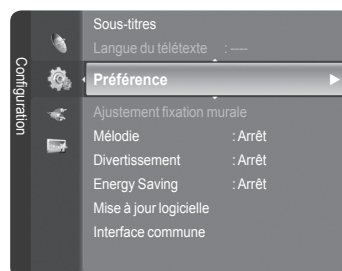 Sous-titres
Langue du télétexte : ----
Configuration
Préférence
Ajustement fixation murale
Mélodie : Arrêt
Divertissement : Arrêt
Energy Saving : Arrêt
Mise à jour logicielle
Interface commune